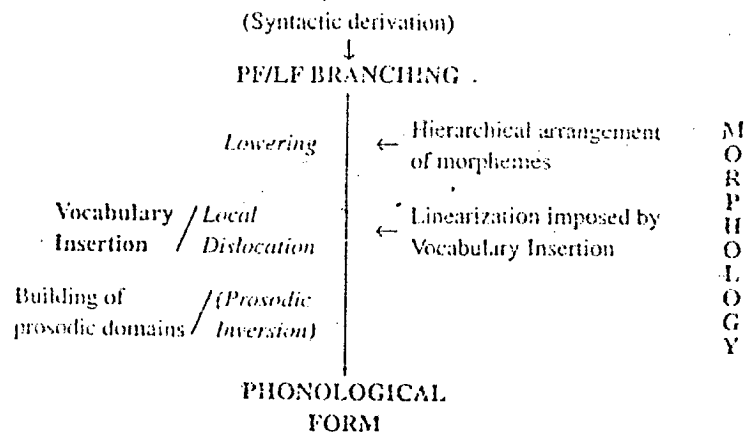 (Syntactic derivation)
↓
PF/LF BRANCHING
Lowering
← Hierarchical arrangement
of morphemes
Vocabulary
Insertion
/ Local
Dislocation
← Linearization imposed by
Vocabulary Insertion
Building of
prosodic domains
/ (Prosodic
Inversion)
PHONOLOGICAL
FORM
M
O
R
P
H
O
L
O
G
Y